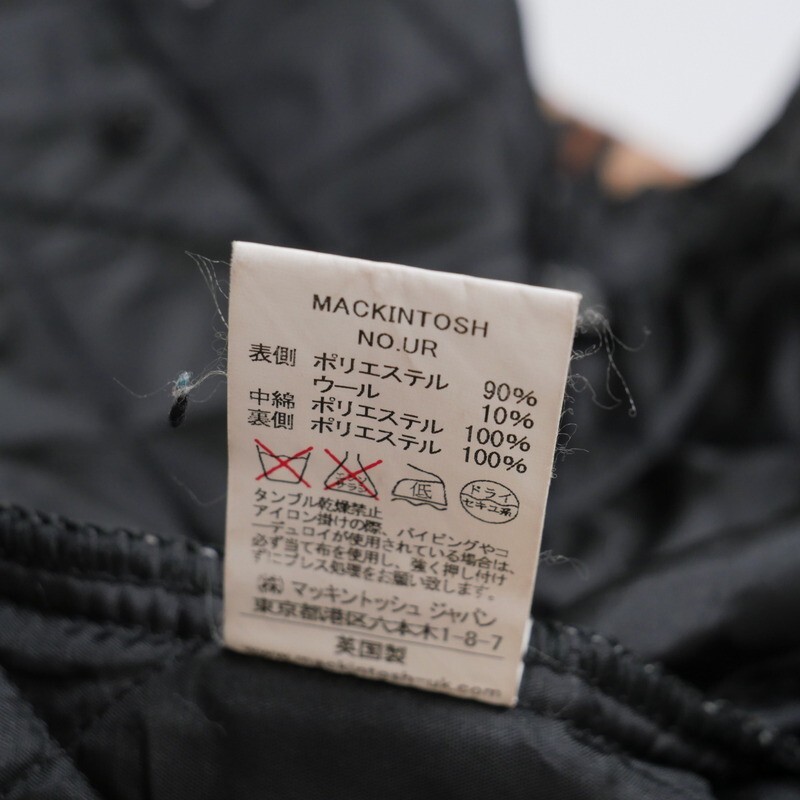 MACKINTOSH
NO.UR
表側 ポリエステル 90%
ウール 10%
中綿 ポリエステル 100%
裏側 ポリエステル 100%
低 ドライ
セキユ系
タンブル乾燥禁止
アイロン掛けの際、パイピングやコ
ーデュロイが使用されている場合は、
必ず当て布を使用し、強く押し付け
ずにプレス処理をお願い致します。
㈱ マッキントッシュ ジャパン
東京都港区六本木1-8-7
英国製
www.mackintosh-uk.com